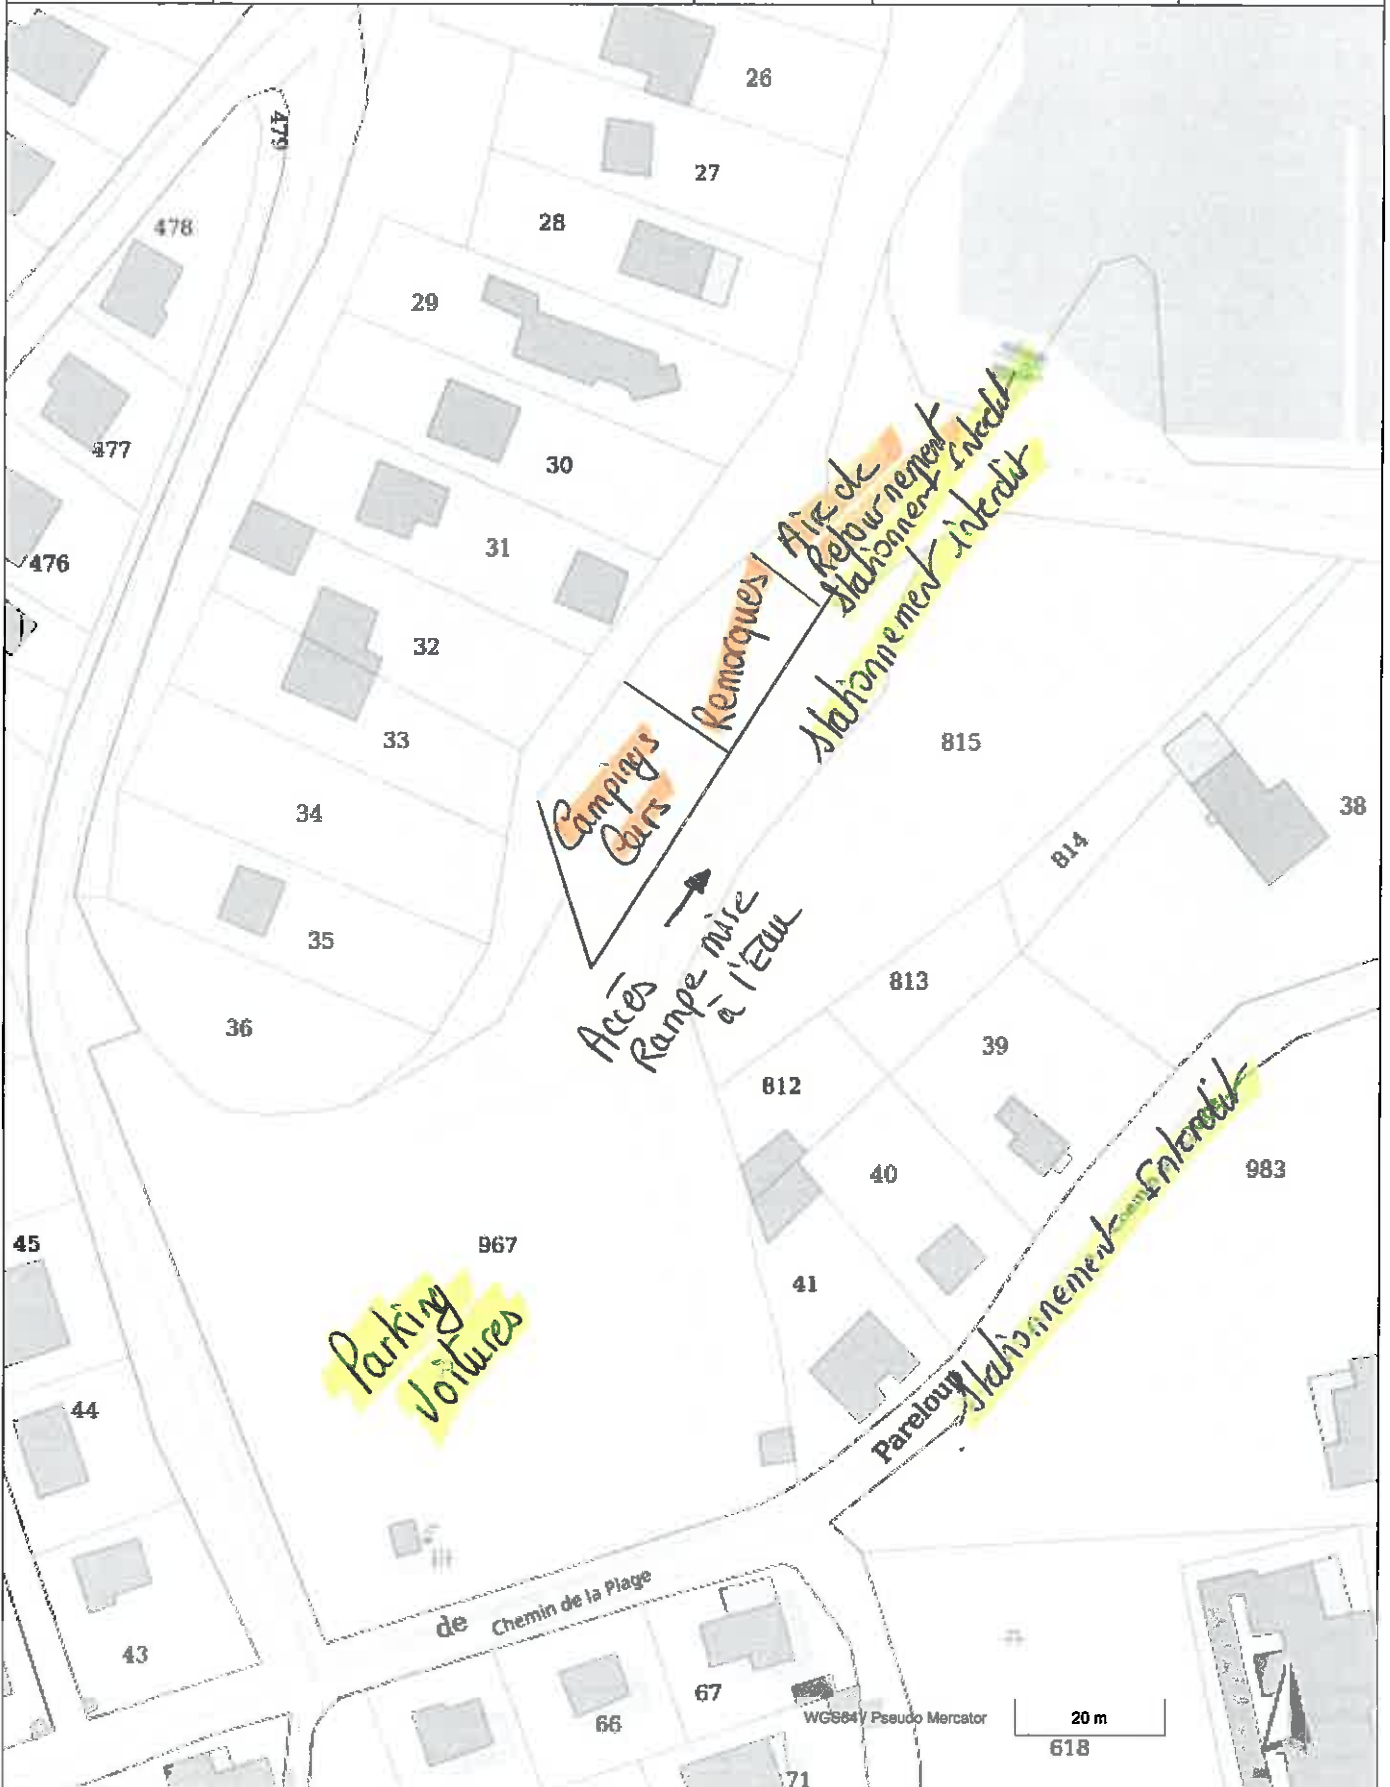 26
479
27
28
478
29
477
30
31
476
32
33
34
35
36
Aire de
Retournement
Stationnement Interdit
stationnement interdit
Remorques
Campings
Cars
815
38
814
Accès
Rampe mise
à l'Eau
813
39
812
40
983
Stationnement Interdit
45
967
41
Parking
Voitures
44
Pareloup
de
Chemin de la Plage
43
67
66
WGS84 / Pseudo Mercator
20 m
618
71